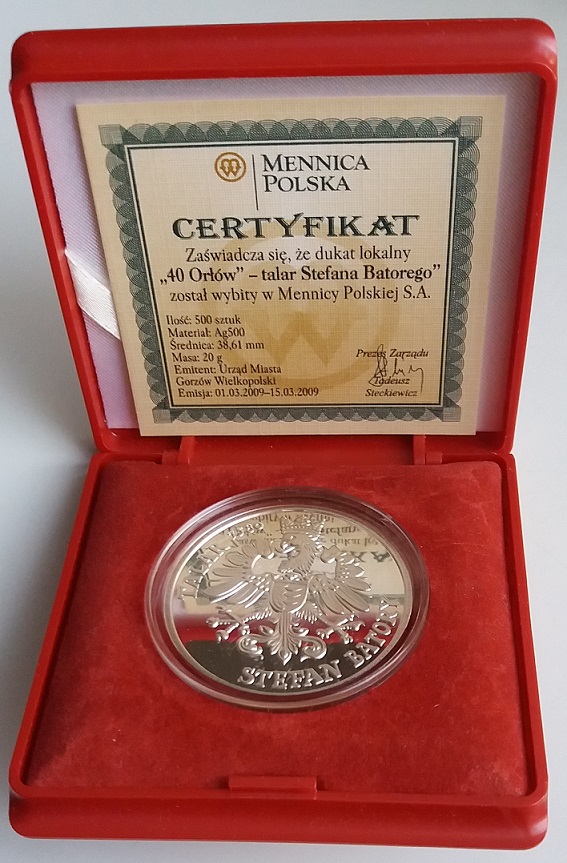 MENNICA
POLSKA
CERTYFIKAT
Zaświadcza się, że dukat lokalny
„40 Orłów” – talar Stefana Batorego”
został wybity w Mennicy Polskiej S.A.
Ilość: 500 sztuk
Materiał: Ag500
Średnica: 38,61 mm
Masa: 20 g
Emitent: Urząd Miasta
Gorzów Wielkopolski
Emisja: 01.03.2009–15.03.2009
Prezes Zarządu
Tadeusz
Steckiewicz
TALAR
STEFAN BATORY